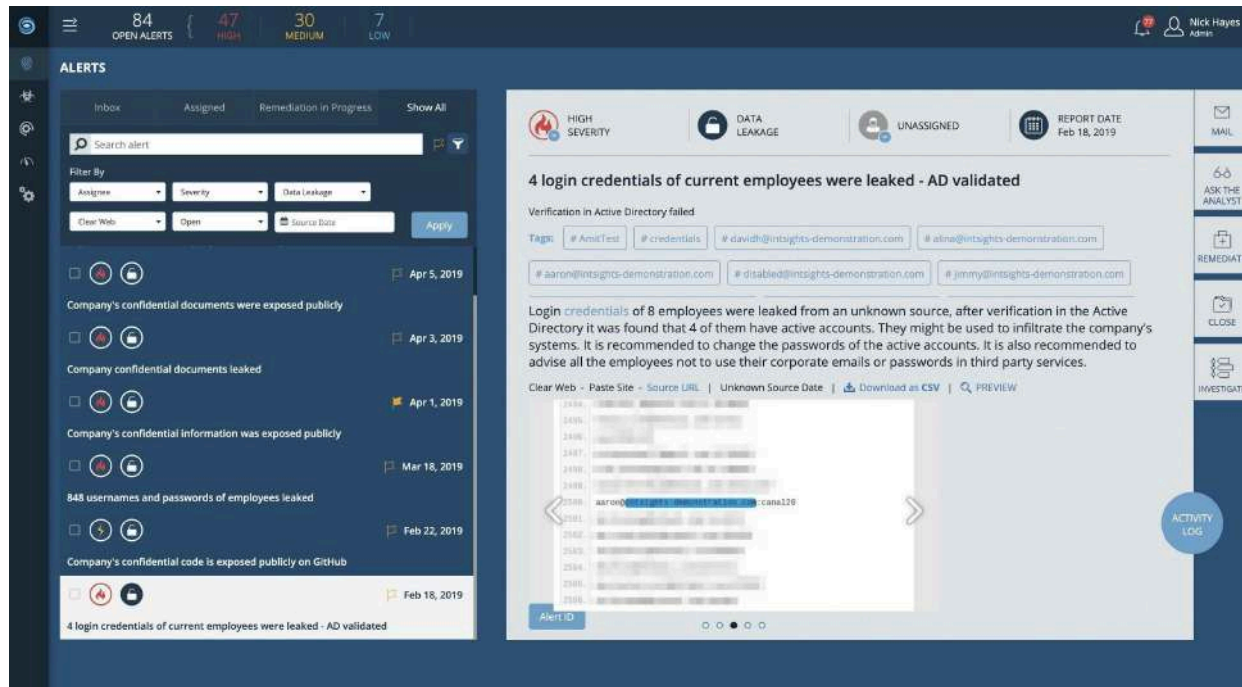 84
OPEN ALERTS
47
HIGH
30
MEDIUM
7
LOW
77
Nick Hayes
Admin
ALERTS
Inbox Assigned Remediation in Progress Show All
Search alert
Filter By
Assignee Severity Data Leakage
Clear Web Open Source Date Apply
Apr 5, 2019
Company's confidential documents were exposed publicly
Apr 3, 2019
Company confidential documents leaked
Apr 1, 2019
Company's confidential information was exposed publicly
Mar 18, 2019
848 usernames and passwords of employees leaked
Feb 22, 2019
Company's confidential code is exposed publicly on GitHub
Feb 18, 2019
4 login credentials of current employees were leaked - AD validated
HIGH
SEVERITY
DATA
LEAKAGE
UNASSIGNED
REPORT DATE
Feb 18, 2019
4 login credentials of current employees were leaked - AD validated
Verification in Active Directory failed
Tags: # AmitTest # credentials # davidh@intsights-demonstration.com # alina@intsights-demonstration.com
# aaron@intsights-demonstration.com # disabled@intsights-demonstration.com # jimmy@intsights-demonstration.com
Login credentials of 8 employees were leaked from an unknown source, after verification in the Active
Directory it was found that 4 of them have active accounts. They might be used to infiltrate the company's
systems. It is recommended to change the passwords of the active accounts. It is also recommended to
advise all the employees not to use their corporate emails or passwords in third party services.
Clear Web - Paste Site - Source URL | Unknown Source Date | Download as CSV | PREVIEW
aaron@intsights-demonstration.com:canal20
Alert ID
MAIL
ASK THE
ANALYST
REMEDIAT
CLOSE
INVESTIGAT
ACTIVITY
LOG